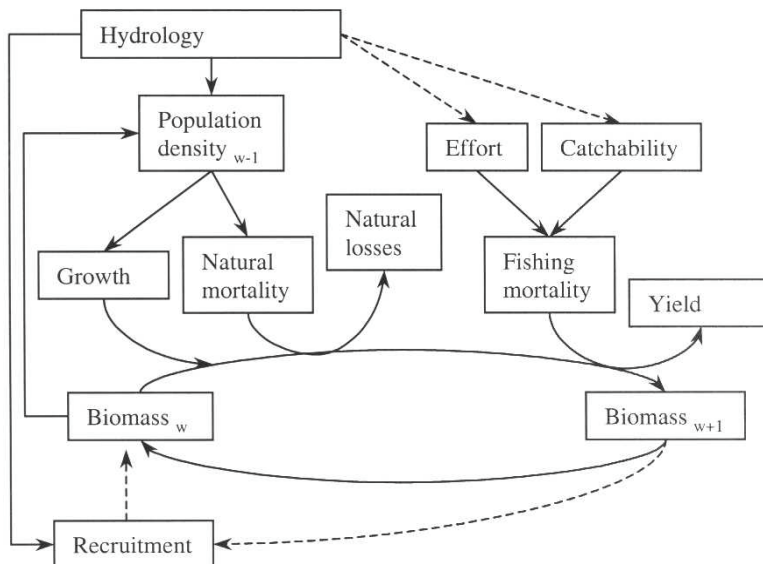 Hydrology
Population
density w-1
Effort
Catchability
Natural
losses
Growth
Natural
mortality
Fishing
mortality
Yield
Biomass w
Biomass w+1
Recruitment